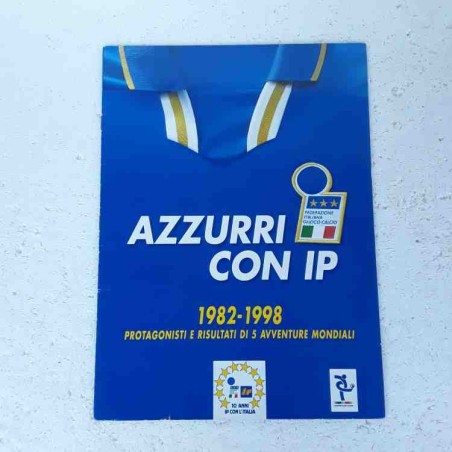 FEDERAZIONE
ITALIANA
GIUOCO CALCIO
AZZURRI
CON IP
1982-1998
PROTAGONISTI E RISULTATI DI 5 AVVENTURE MONDIALI
IP
10 ANNI
IP CON L'ITALIA